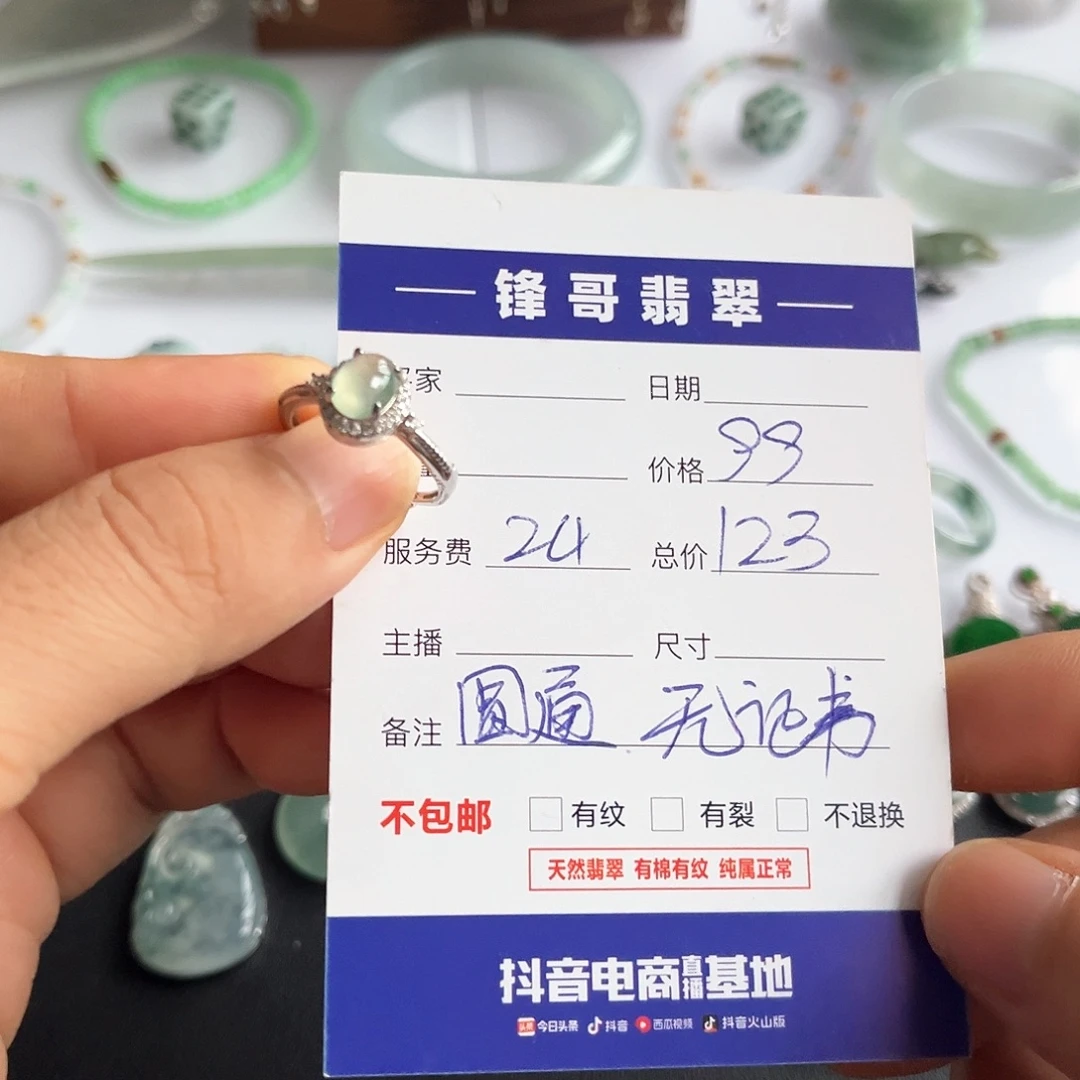 锋哥翡翠
家 日期
价格 99
服务费 24 总价 123
主播 尺寸
备注 圆通 无证书
不包邮 有纹 有裂 不退换
天然翡翠 有棉有纹 纯属正常
抖音电商直播基地
头条 今日头条 抖音 西瓜视频 抖音火山版